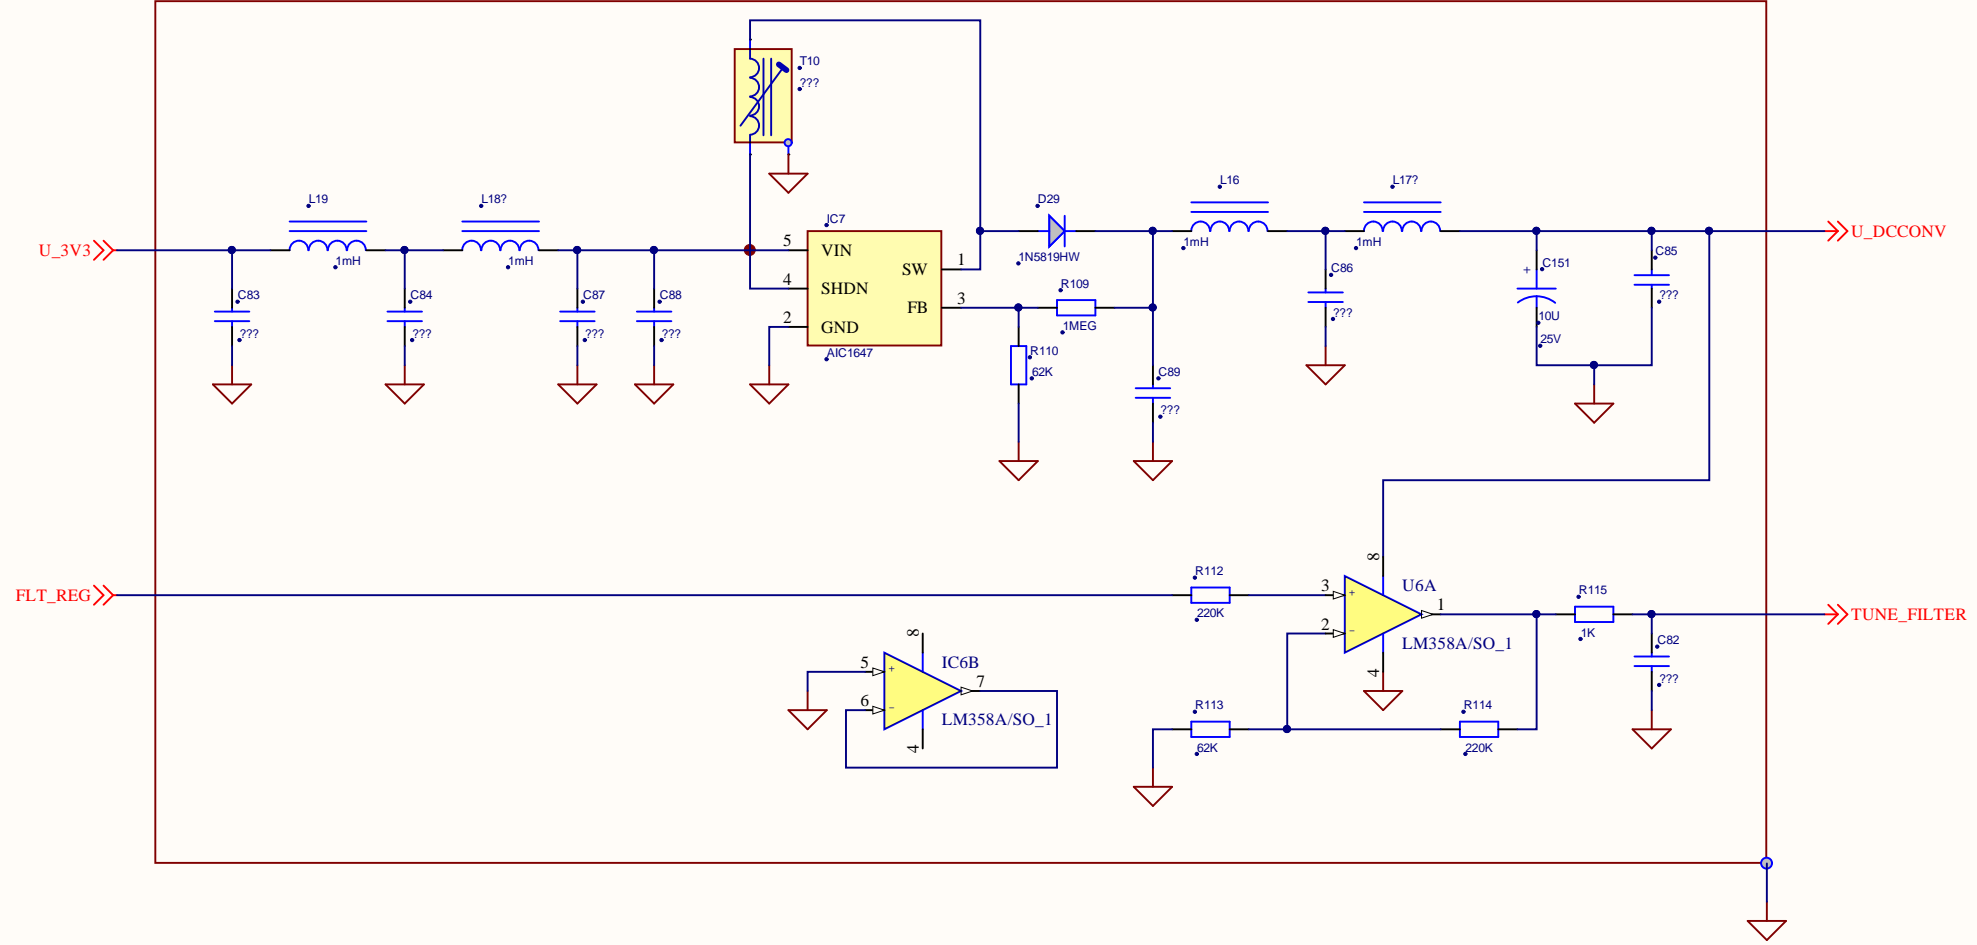 T10
???
L19
1mH
L18?
1mH
U_3V3
C83
???
C84
???
C87
???
C88
???
IC7
5 VIN
4 SHDN
2 GND
SW 1
FB 3
AIC1647
D29
1N5819HW
R109
1MEG
R110
62K
C89
???
L16
1mH
L17?
1mH
C86
???
+ C151
10U
25V
C85
???
U_DCCONV
FLT_REG
R112
220K
8
3 +
2 -
1
4
U6A
LM358A/SO_1
R115
1K
TUNE_FILTER
C82
???
8
5 +
6 -
7
4
IC6B
LM358A/SO_1
R113
62K
R114
220K